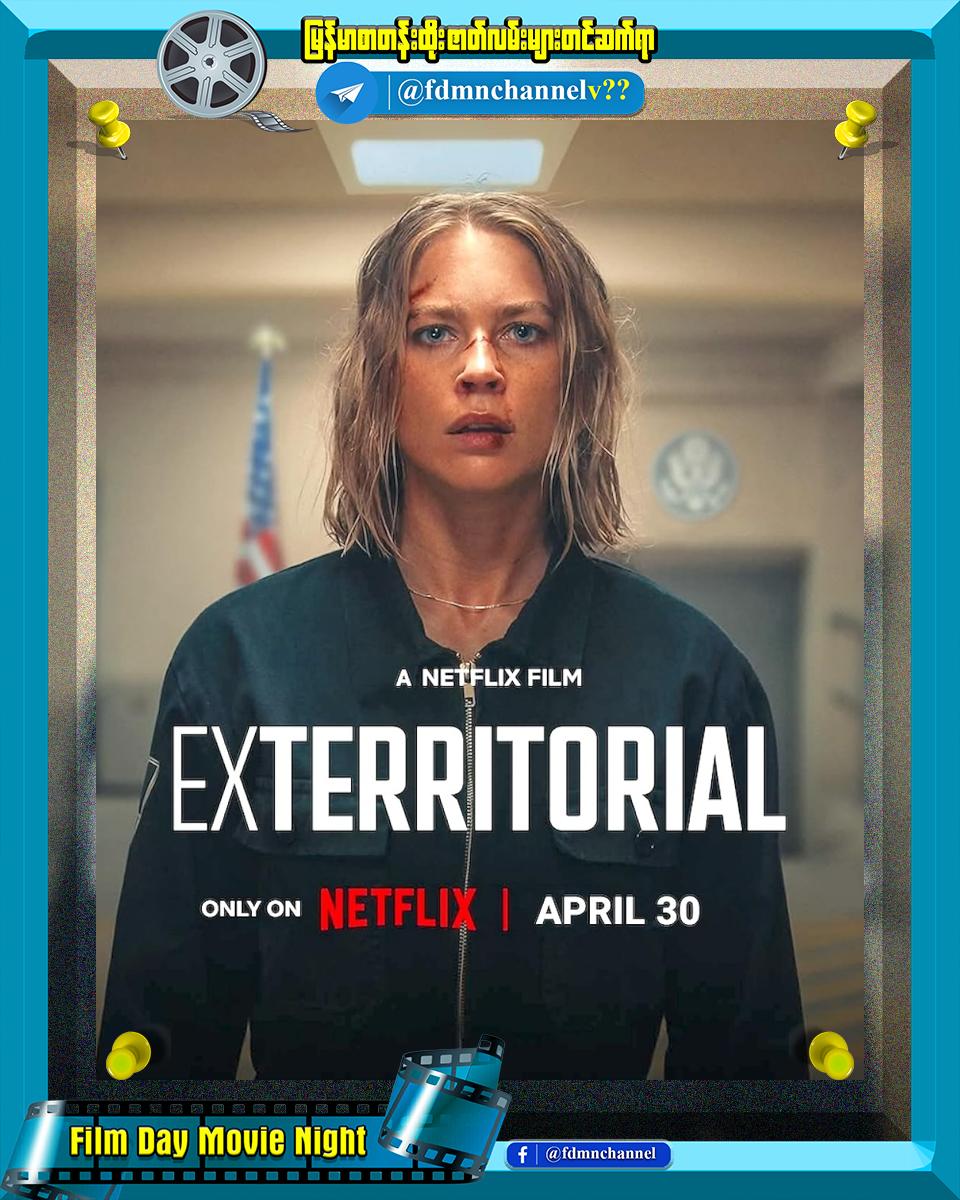 မြန်မာစာတန်းထိုးဇာတ်လမ်းများတင်ဆက်ရာ
@fdmnchannelv??
A NETFLIX FILM
EXTERRITORIAL
ONLY ON NETFLIX | APRIL 30
Film Day Movie Night
f | @fdmnchannel